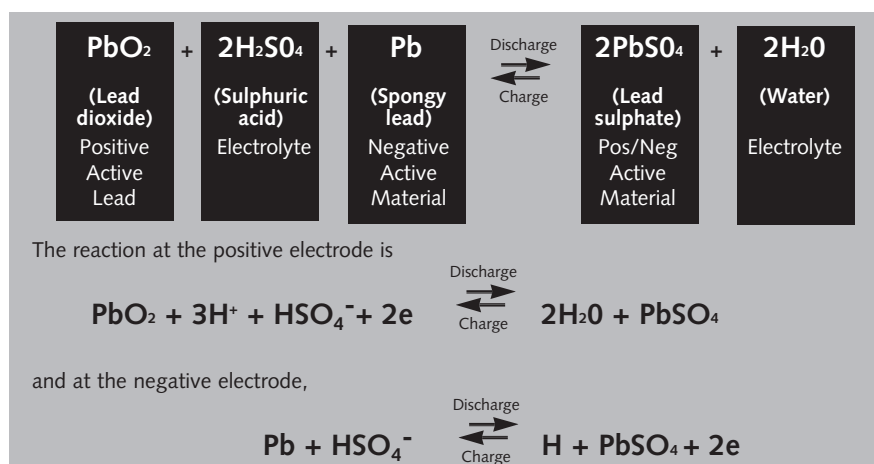 PbO₂ + 2H₂S0₄ + Pb Discharge 2PbS0₄ + 2H₂0
Charge
(Lead dioxide) (Sulphuric acid) (Spongy lead) (Lead sulphate) (Water)
Positive Electrolyte Negative Pos/Neg Electrolyte
Active Active Active
Lead Material Material
The reaction at the positive electrode is
Discharge
PbO₂ + 3H⁺ + HSO₄⁻ + 2e 2H₂0 + PbSO₄
Charge
and at the negative electrode,
Discharge
Pb + HSO₄⁻ H + PbSO₄ + 2e
Charge